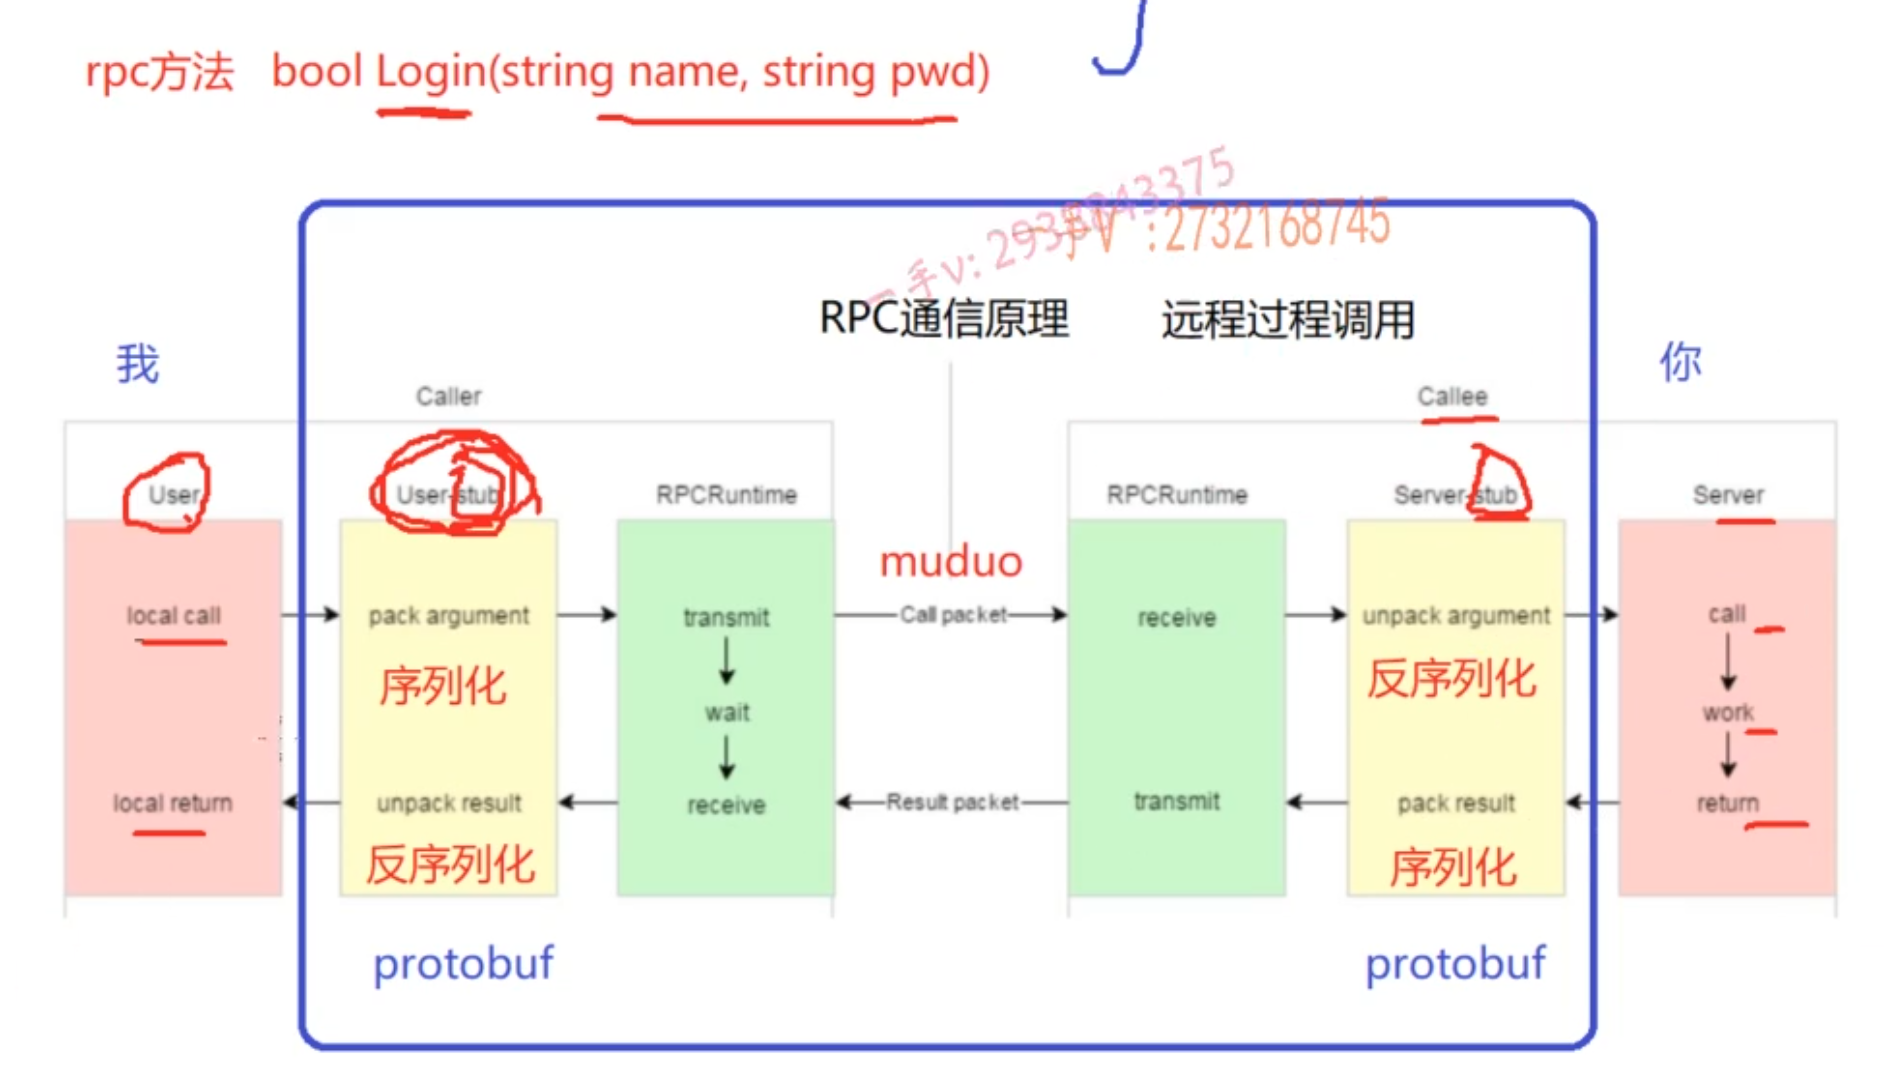 rpc方法 bool Login(string name, string pwd)
一手V:2938843375
手V:2732168745
RPC通信原理 远程过程调用
我 你
Caller Callee
User User-stub RPCRuntime RPCRuntime Server-stub Server
muduo
local call pack argument transmit Call packet receive unpack argument call
序列化 反序列化
wait work
local return unpack result receive Result packet transmit pack result return
反序列化 序列化
protobuf protobuf